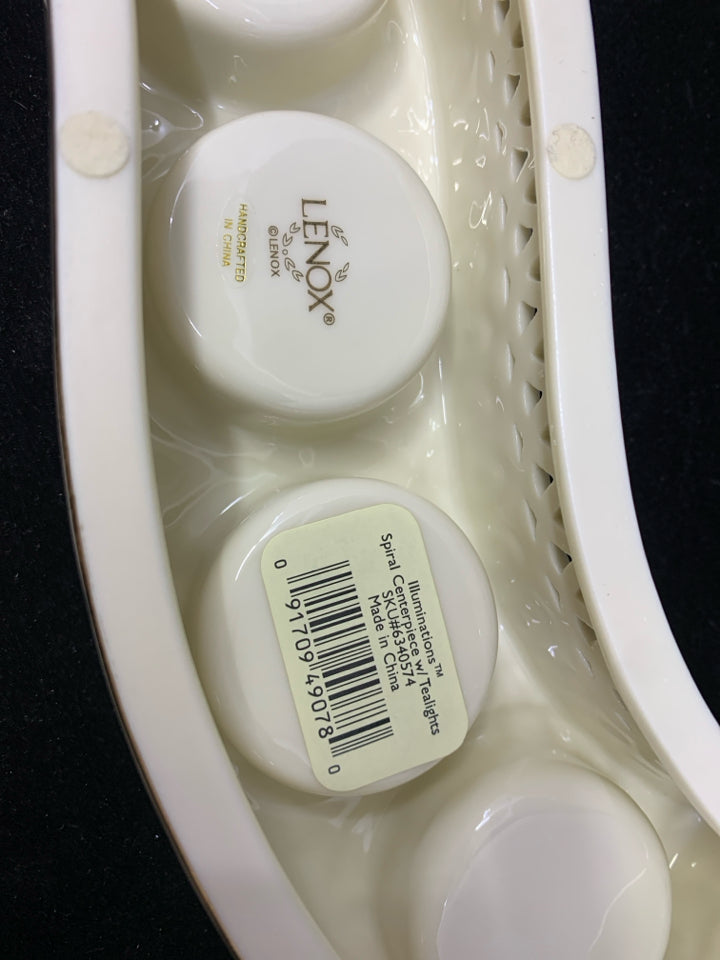 LENOX®
©LENOX
HANDCRAFTED
IN CHINA
Illuminations™
Spiral Centerpiece w/ Tealights
SKU#6340574
Made in China
0 91709 49078 0